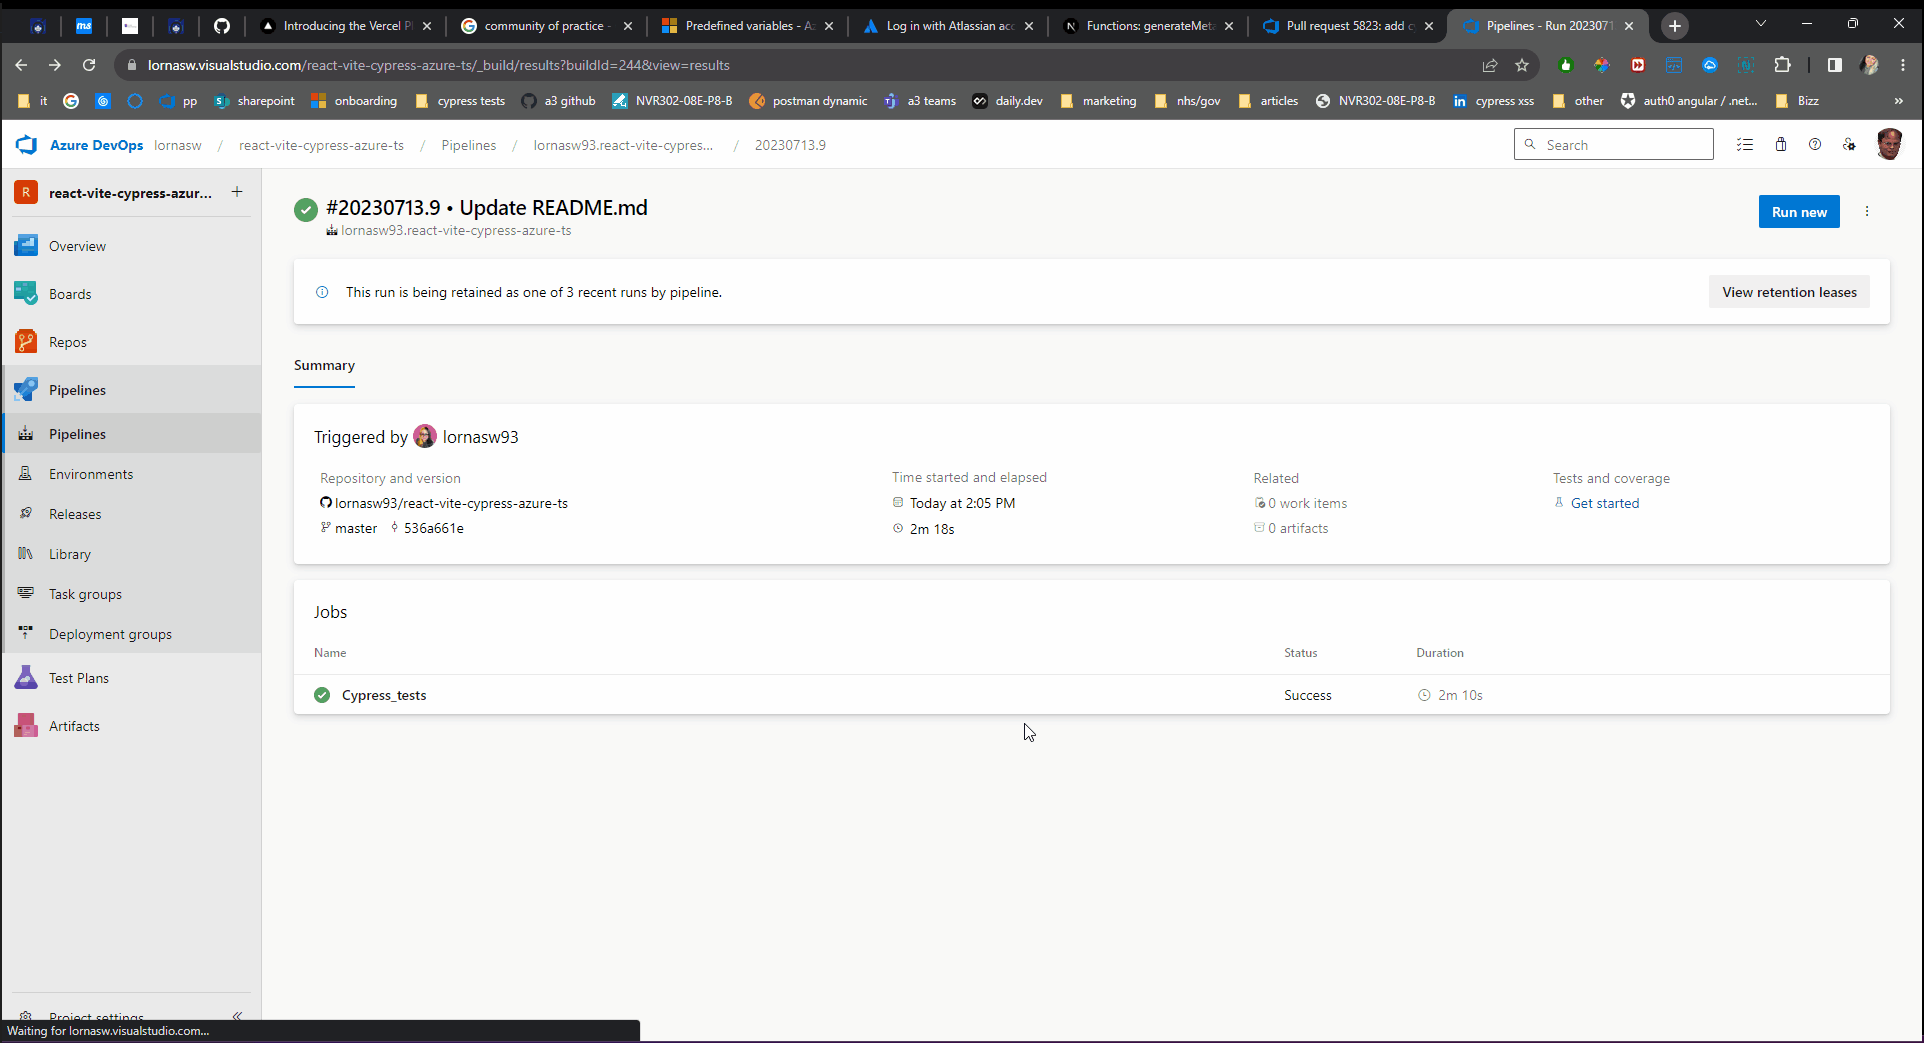 ms
Introducing the Vercel P
community of practice -
Predefined variables - A
Log in with Atlassian acc
Functions: generateMeta
Pull request 5823: add c
Pipelines - Run 2023071
lornasw.visualstudio.com/react-vite-cypress-azure-ts/_build/results?buildId=244&view=results
it
pp
sharepoint
onboarding
cypress tests
a3 github
NVR302-08E-P8-B
postman dynamic
a3 teams
daily.dev
marketing
nhs/gov
articles
NVR302-08E-P8-B
cypress xss
other
auth0 angular / .net...
Bizz
Azure DevOps lornasw / react-vite-cypress-azure-ts / Pipelines / lornasw93.react-vite-cypres... / 20230713.9
Search
R react-vite-cypress-azur...
Overview
Boards
Repos
Pipelines
Pipelines
Environments
Releases
Library
Task groups
Deployment groups
Test Plans
Artifacts
Project settings
#20230713.9 • Update README.md
lornasw93.react-vite-cypress-azure-ts
Run new
This run is being retained as one of 3 recent runs by pipeline.
View retention leases
Summary
Triggered by lornasw93
Repository and version
lornasw93/react-vite-cypress-azure-ts
master 536a661e
Time started and elapsed
Today at 2:05 PM
2m 18s
Related
0 work items
0 artifacts
Tests and coverage
Get started
Jobs
Name Status Duration
Cypress_tests Success 2m 10s
Waiting for lornasw.visualstudio.com...